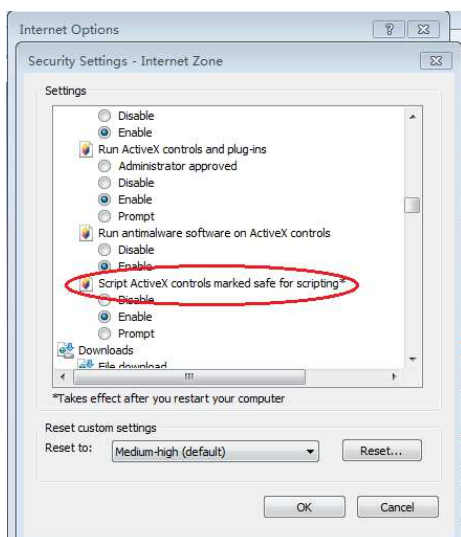 Internet Options
Security Settings - Internet Zone
Settings
Disable
Enable
Run ActiveX controls and plug-ins
Administrator approved
Disable
Enable
Prompt
Run antimalware software on ActiveX controls
Disable
Enable
Script ActiveX controls marked safe for scripting*
Disable
Enable
Prompt
Downloads
File download
*Takes effect after you restart your computer
Reset custom settings
Reset to: Medium-high (default) Reset...
OK Cancel